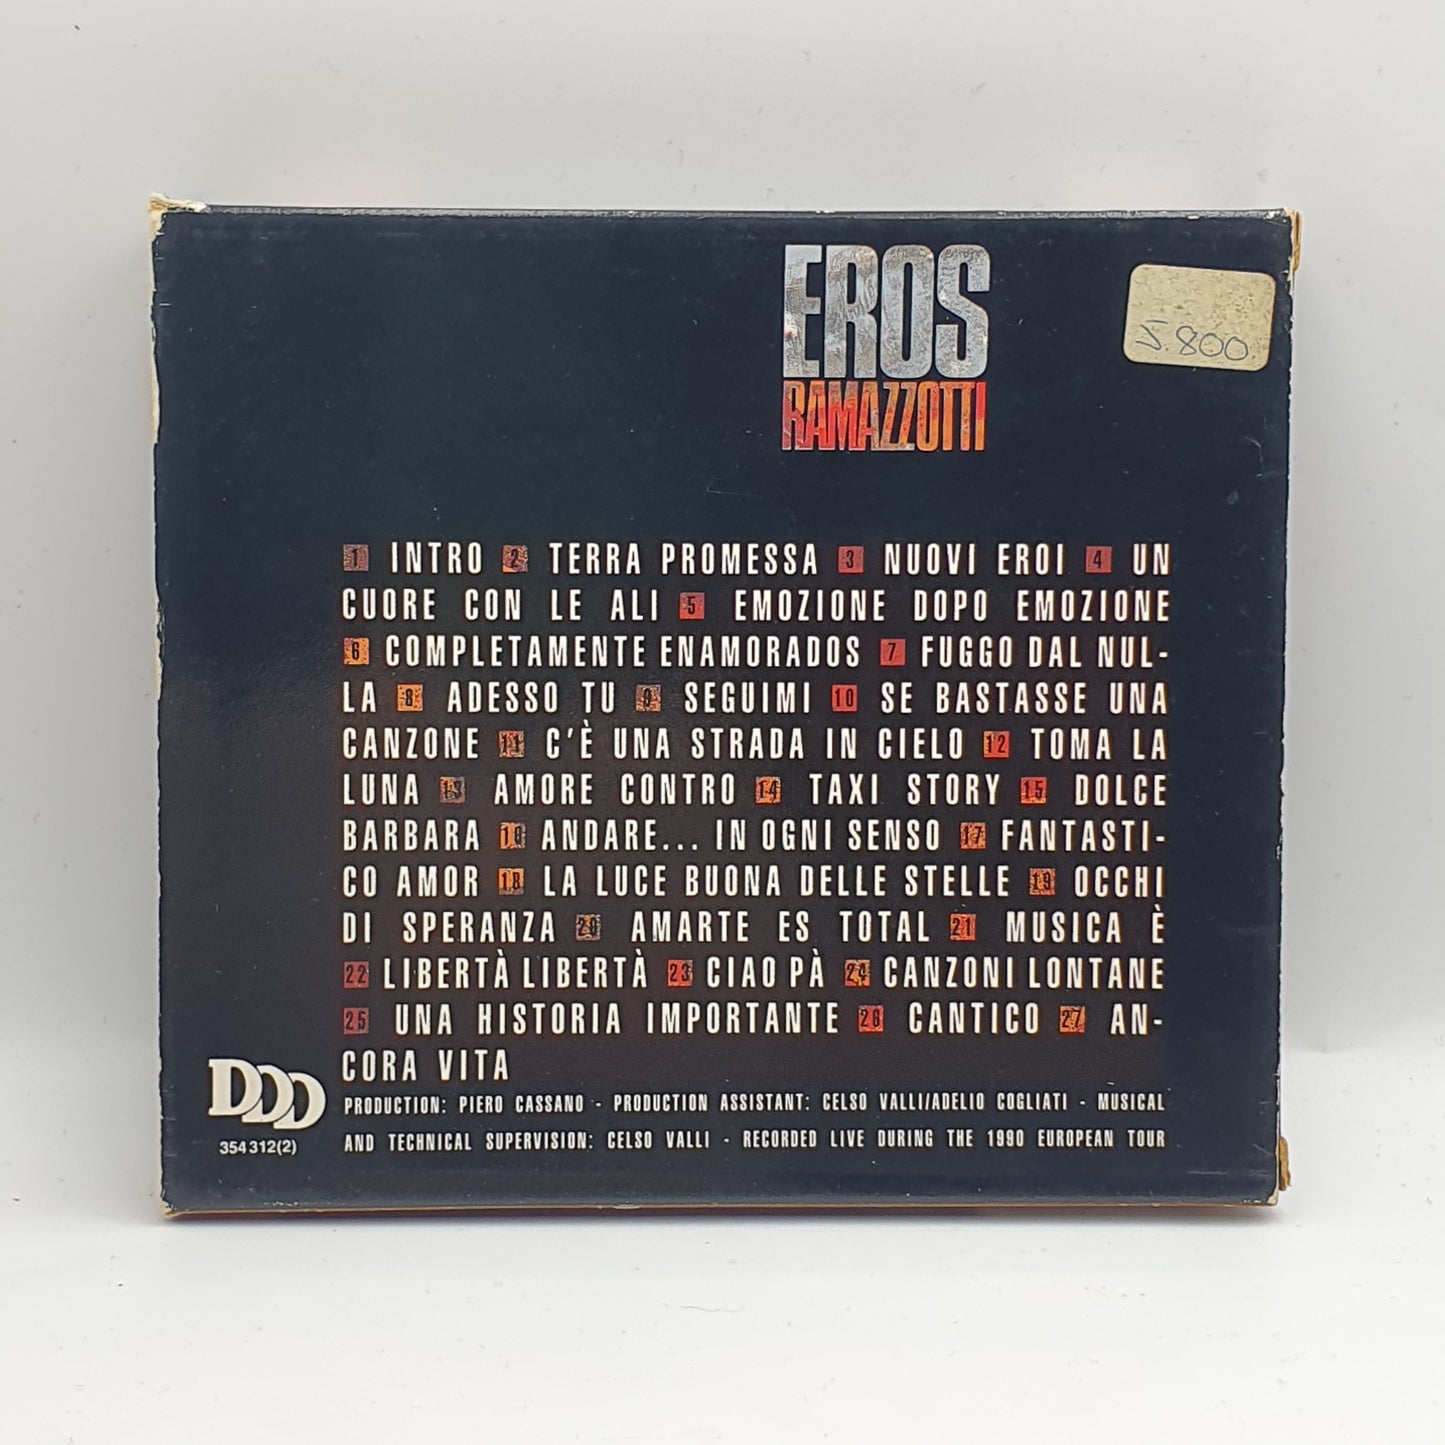 EROS
RAMAZZOTTI
800
1 INTRO 2 TERRA PROMESSA 3 NUOVI EROI 4 UN
CUORE CON LE ALI 5 EMOZIONE DOPO EMOZIONE
6 COMPLETAMENTE ENAMORADOS 7 FUGGO DAL NUL-
LA 8 ADESSO TU 9 SEGUIMI 10 SE BASTASSE UNA
CANZONE 11 C'È UNA STRADA IN CIELO 12 TOMA LA
LUNA 13 AMORE CONTRO 14 TAXI STORY 15 DOLCE
BARBARA 16 ANDARE... IN OGNI SENSO 17 FANTASTI-
CO AMOR 18 LA LUCE BUONA DELLE STELLE 19 OCCHI
DI SPERANZA 20 AMARTE ES TOTAL 21 MUSICA È
22 LIBERTÀ LIBERTÀ 23 CIAO PÀ 24 CANZONI LONTANE
25 UNA HISTORIA IMPORTANTE 26 CANTICO 27 AN-
CORA VITA
PRODUCTION: PIERO CASSANO - PRODUCTION ASSISTANT: CELSO VALLI/ADELIO COGLIATI - MUSICAL
AND TECHNICAL SUPERVISION: CELSO VALLI - RECORDED LIVE DURING THE 1990 EUROPEAN TOUR
DDD
354 312(2)